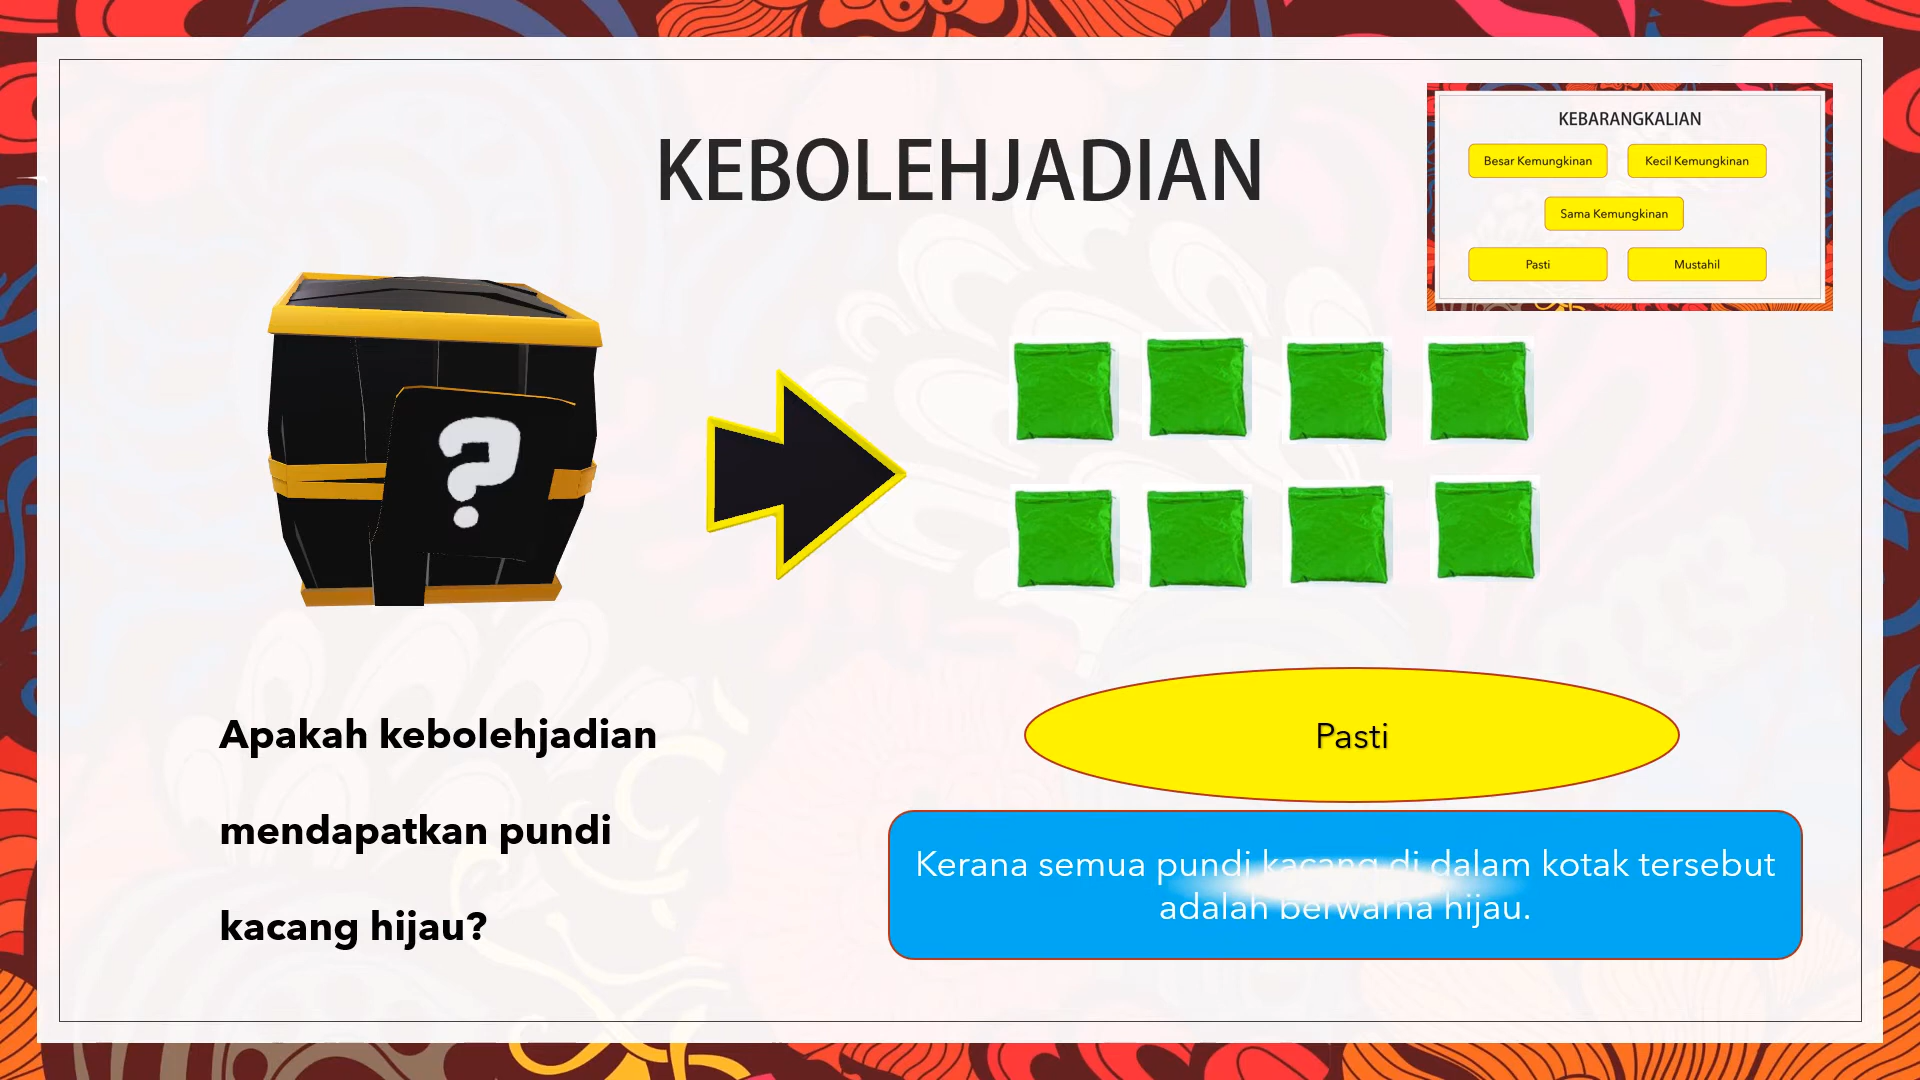 KEBOLEHJADIAN
KEBARANGKALIAN
Besar Kemungkinan
Kecil Kemungkinan
Sama Kemungkinan
Pasti
Mustahil
?
Apakah kebolehjadian
mendapatkan pundi
kacang hijau?
Pasti
Kerana semua pundi kacang di dalam kotak tersebut
adalah berwarna hijau.